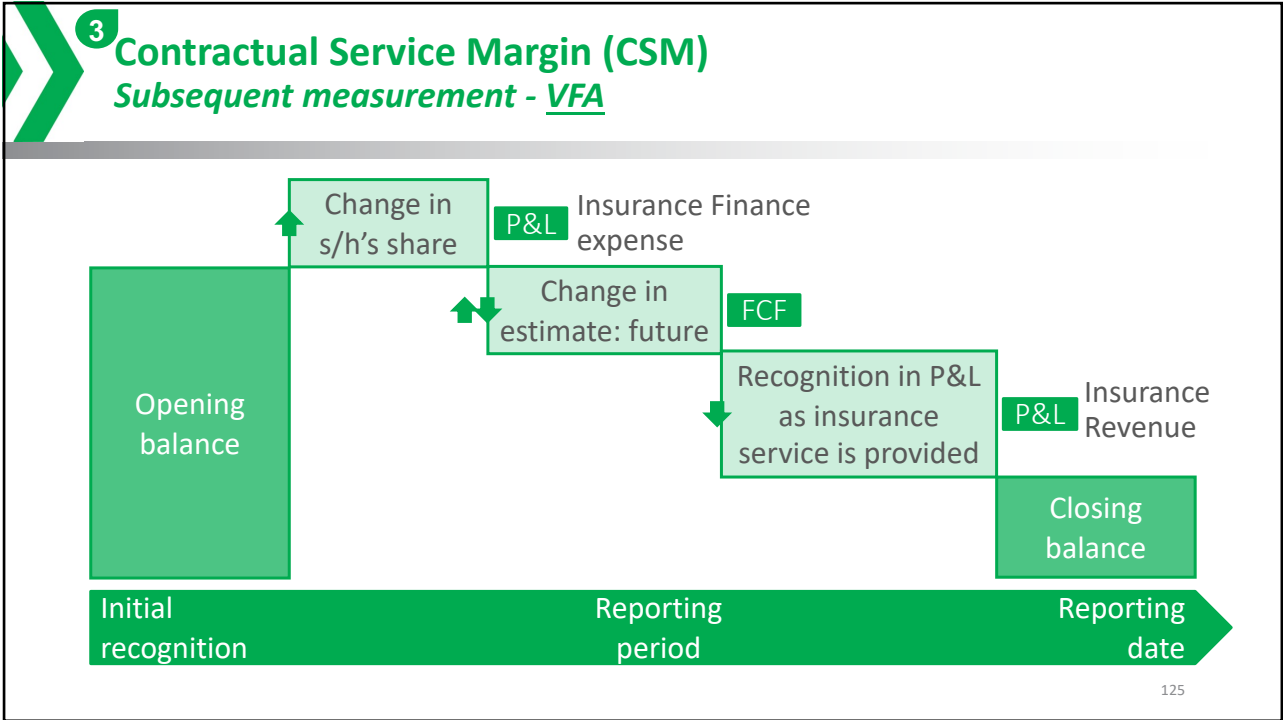 3
Contractual Service Margin (CSM)
Subsequent measurement - VFA
Change in
s/h's share
P&L
Insurance Finance
expense
Change in
estimate: future
FCF
Opening
balance
Recognition in P&L
as insurance
service is provided
P&L
Insurance
Revenue
Closing
balance
Initial
recognition
Reporting
period
Reporting
date
125